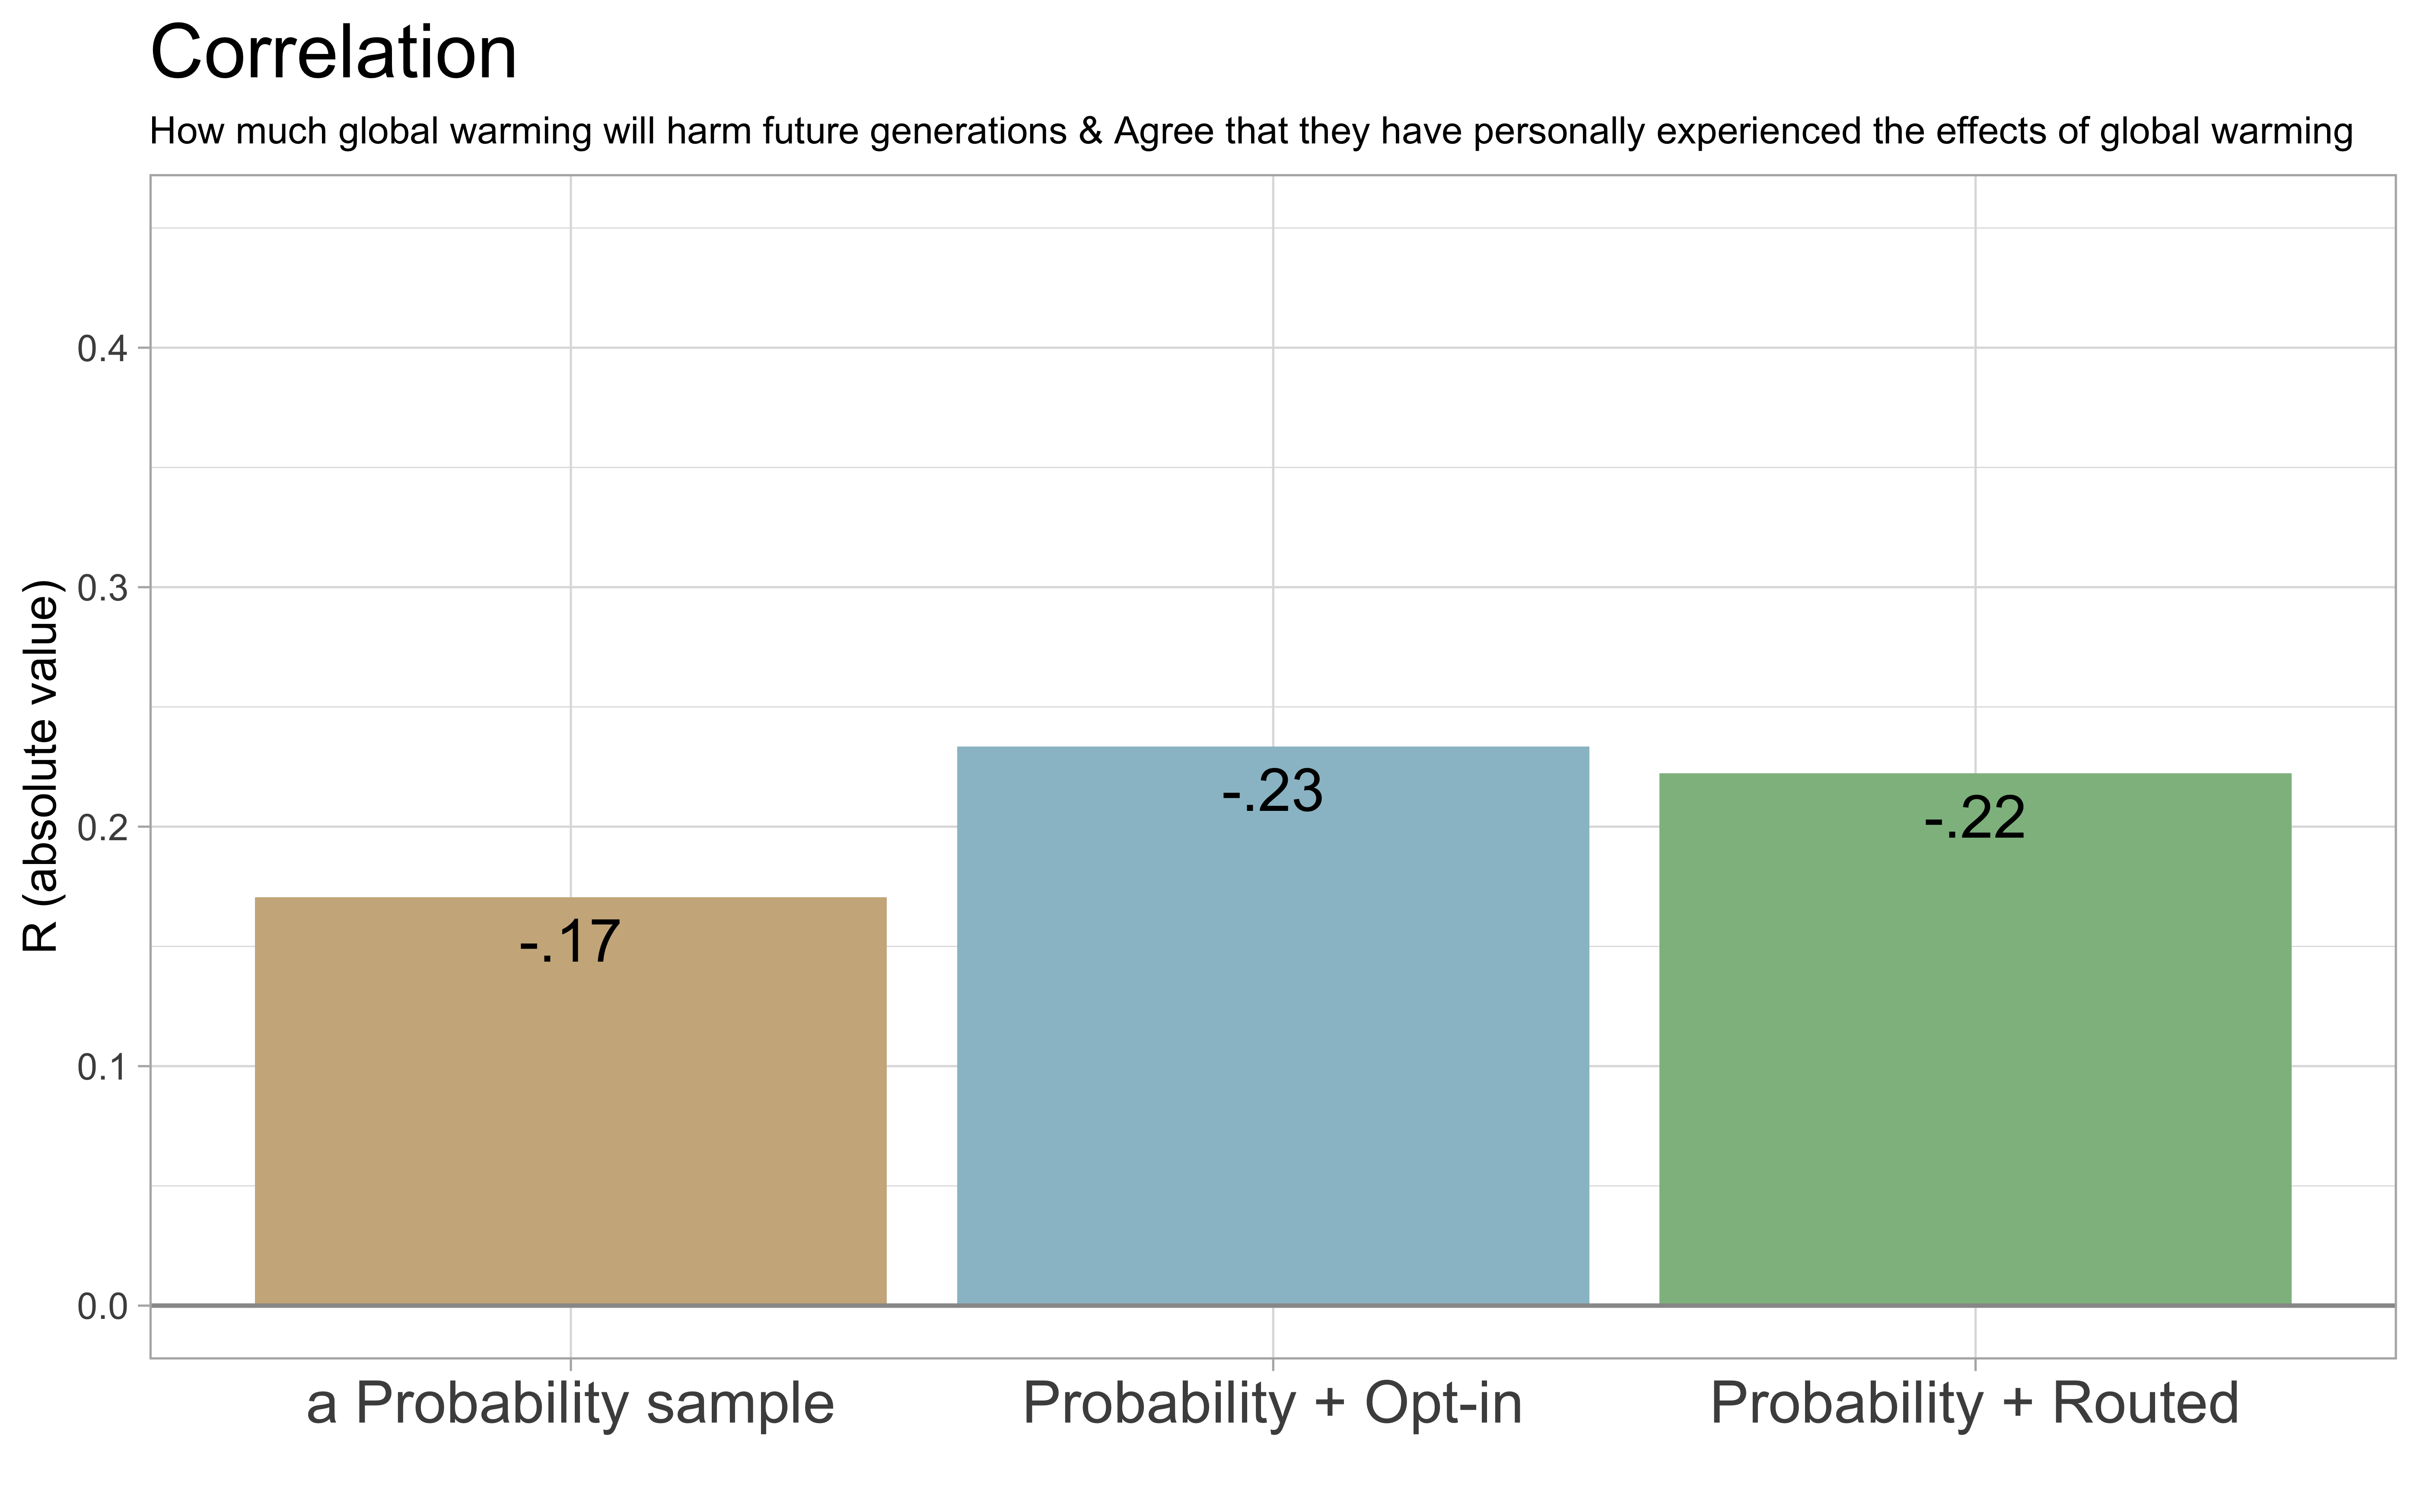 Correlation
How much global warming will harm future generations & Agree that they have personally experienced the effects of global warming
R (absolute value)
0.4
0.3
0.2
0.1
0.0
-.17
-.23
-.22
a Probability sample
Probability + Opt-in
Probability + Routed